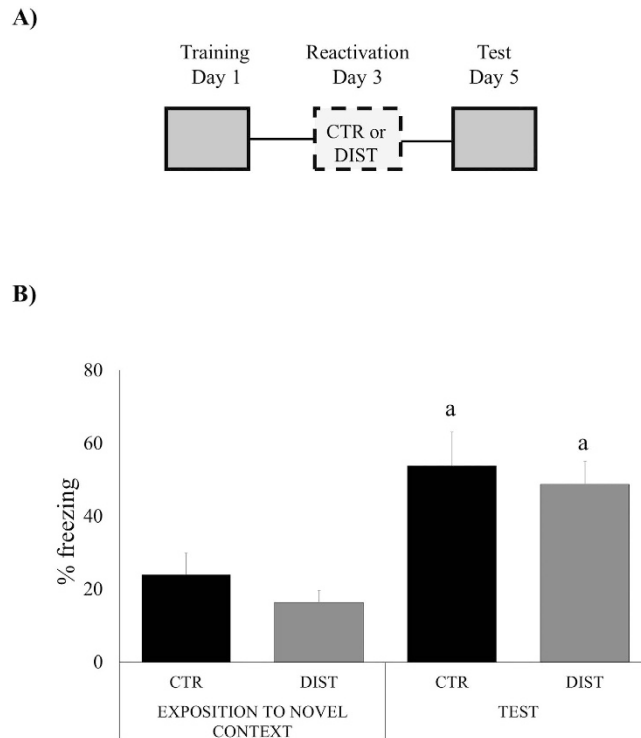 A)
Training
Day 1
Reactivation
Day 3
Test
Day 5
CTR or
DIST
B)
80
60
40
20
0
% freezing
a
a
CTR
DIST
CTR
DIST
EXPOSITION TO NOVEL
CONTEXT
TEST